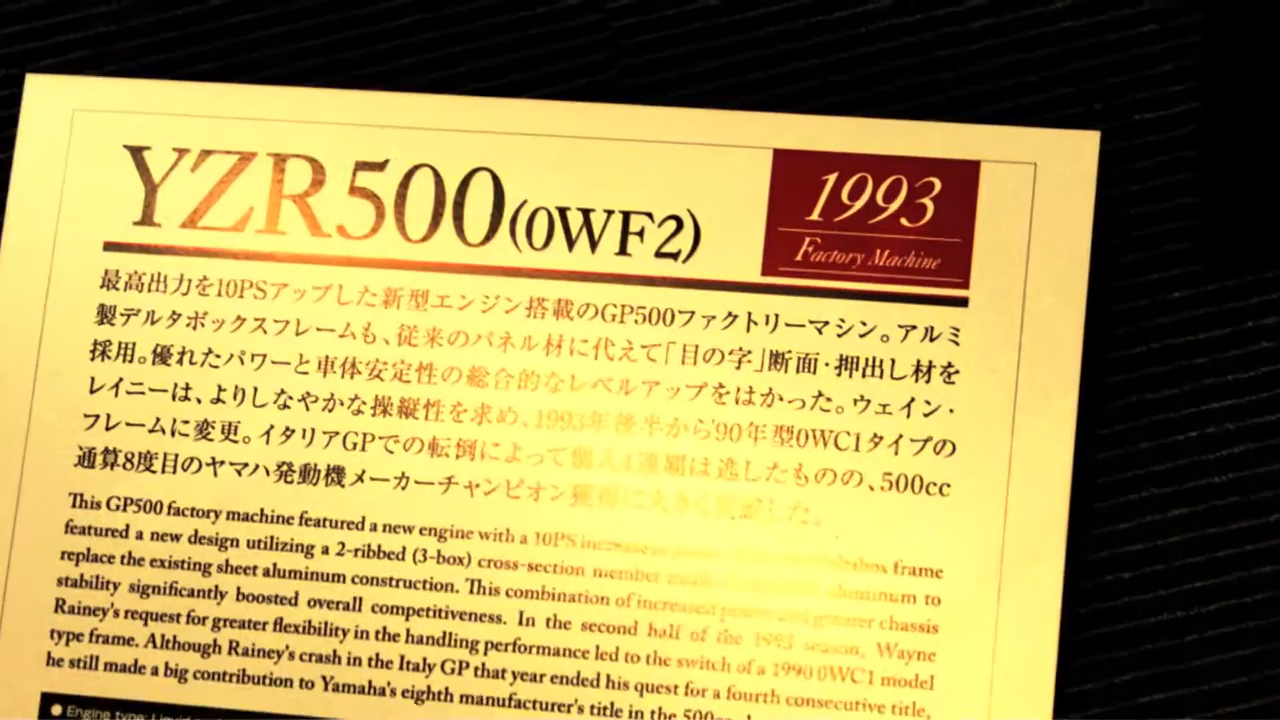 YZR500(0WF2)
1993
Factory Machine
最高出力を10PSアップした新型エンジン搭載のGP500ファクトリーマシン。アルミ
製デルタボックスフレームも、従来のパネル材に代えて「目の字」断面・押出し材を
採用。優れたパワーと車体安定性の総合的なレベルアップをはかった。ウェイン・
レイニーは、よりしなやかな操縦性を求め、1993年後半から'90年型0WC1タイプの
フレームに変更。イタリアGPでの転倒によって個人4連覇は逃したものの、500cc
通算8度目のヤマハ発動機メーカーチャンピオン獲得に大きく貢献した。
This GP500 factory machine featured a new engine with a 10PS increase frame
featured a new design utilizing a 2-ribbed (3-box) cross-section member aluminum to
replace the existing sheet aluminum construction. This combination of increased power and greater chassis
stability significantly boosted overall competitiveness. In the second half of the 1993 season, Wayne
Rainey's request for greater flexibility in the handling performance led to the switch of a 1990 0WC1 model
type frame. Although Rainey's crash in the Italy GP that year ended his quest for a fourth consecutive title,
he still made a big contribution to Yamaha's eighth manufacturer's title in the
Engine type: